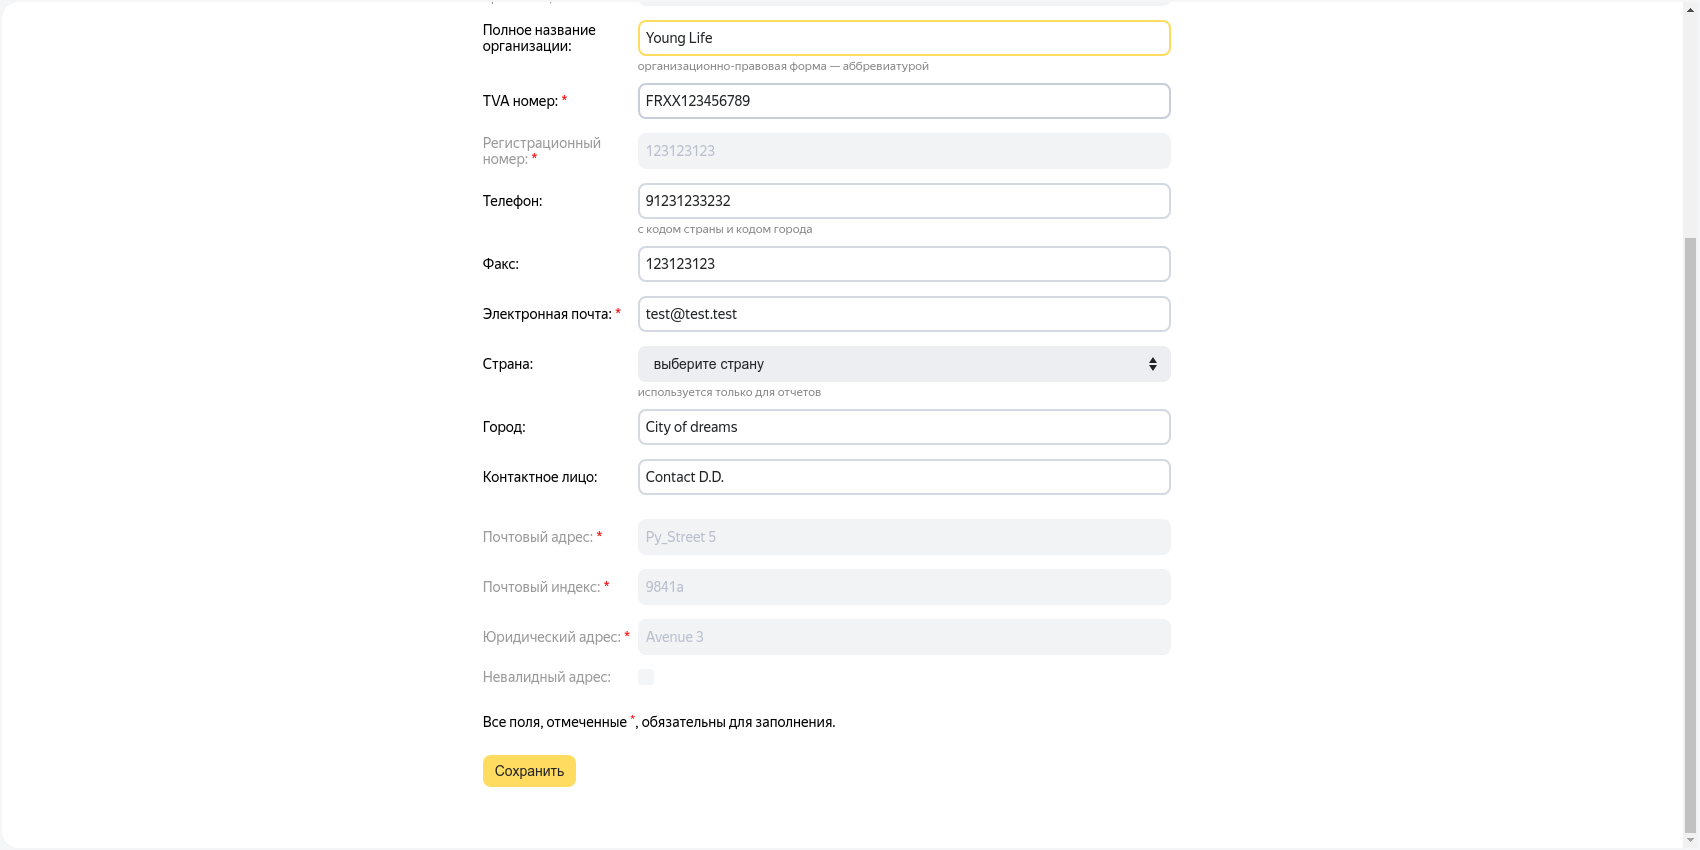 Полное название
организации:
Young Life
организационно-правовая форма — аббревиатурой
TVA номер: *
FRXX123456789
Регистрационный
номер: *
123123123
Телефон:
91231233232
с кодом страны и кодом города
Факс:
123123123
Электронная почта: *
test@test.test
Страна:
выберите страну
используется только для отчетов
Город:
City of dreams
Контактное лицо:
Contact D.D.
Почтовый адрес: *
Py_Street 5
Почтовый индекс: *
9841a
Юридический адрес: *
Avenue 3
Невалидный адрес:
Все поля, отмеченные *, обязательны для заполнения.
Сохранить